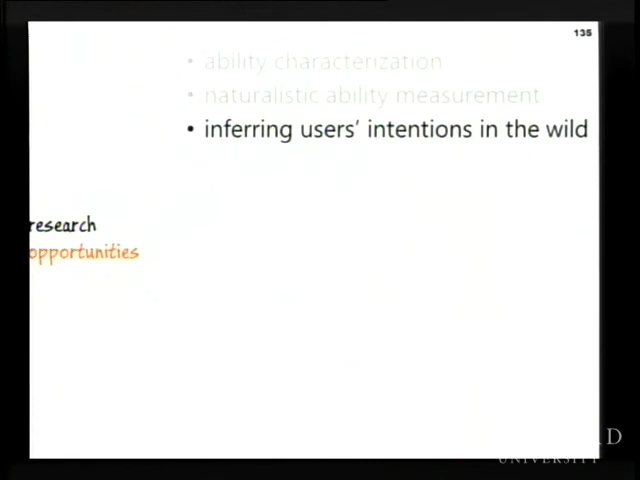 135
• ability characterization
• naturalistic ability measurement
• inferring users' intentions in the wild
research
opportunities
D
UNIVERSITY